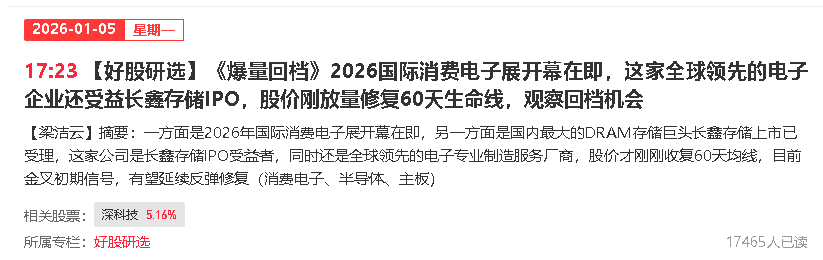 2026-01-05 星期一
17:23 【好股研选】《爆量回档》2026国际消费电子展开幕在即，这家全球领先的电子
企业还受益长鑫存储IPO，股价刚放量修复60天生命线，观察回档机会
【梁洁云】摘要：一方面是2026年国际消费电子展开幕在即，另一方面是国内最大的DRAM存储巨头长鑫存储上市已
受理，这家公司是长鑫存储IPO受益者，同时还是全球领先的电子专业制造服务厂商，股价才刚刚收复60天均线，目前
金叉初期信号，有望延续反弹修复（消费电子、半导体、主板）
相关股票： 深科技 5.16%
所属专栏：好股研选 17465人已读